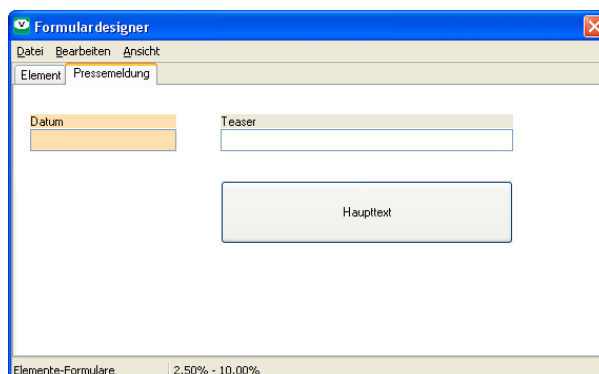 Formulardesigner
Datei Bearbeiten Ansicht
Element Pressemeldung
Datum Teaser
Haupttext
Elemente-Formulare 2.50% - 10.00%